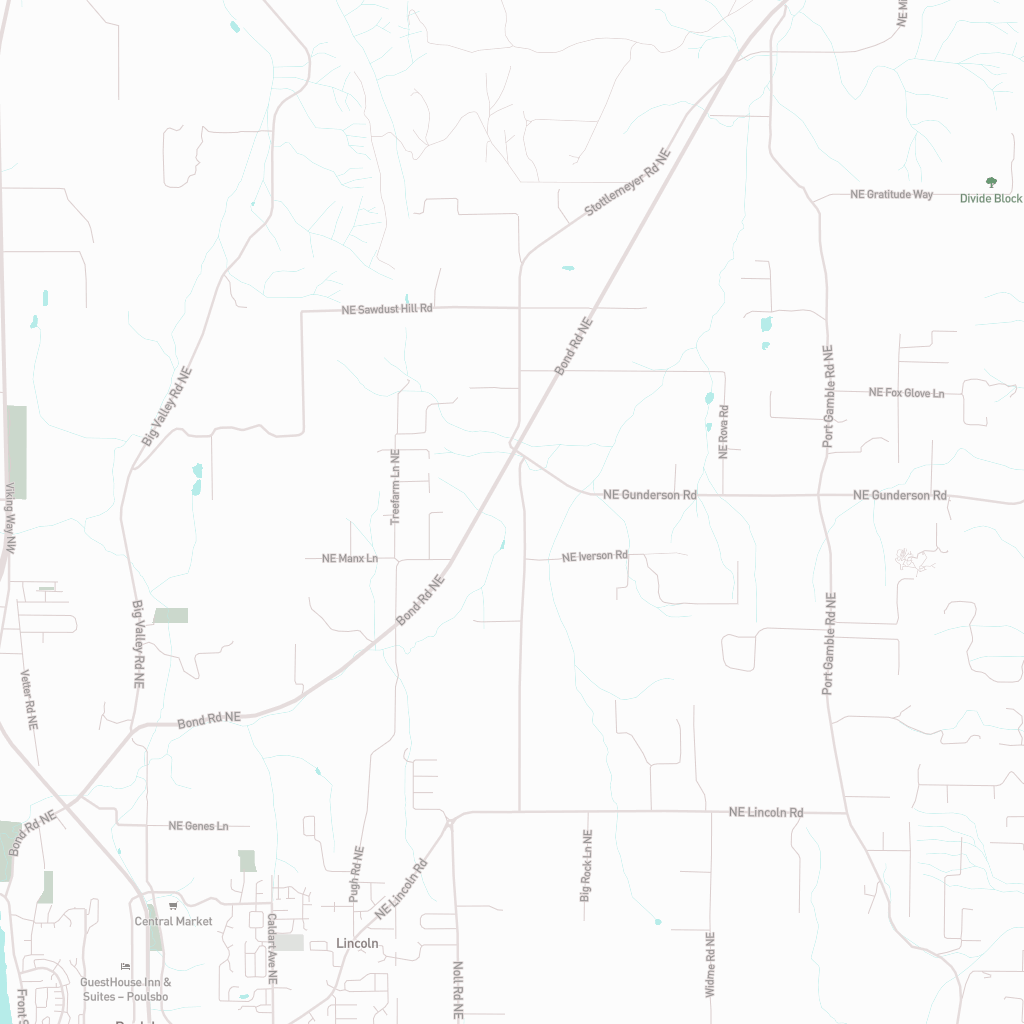 NE Mi
Stottlemeyer Rd NE
NE Gratitude Way
Divide Block
NE Sawdust Hill Rd
Bond Rd NE
Big Valley Rd NE
Port Gamble Rd NE
NE Fox Glove Ln
NE Rova Rd
Treefarm Ln NE
Viking Way NW
NE Gunderson Rd
NE Gunderson Rd
NE Manx Ln
NE Iverson Rd
Bond Rd NE
Big Valley Rd NE
Port Gamble Rd NE
Vetter Rd NE
Bond Rd NE
NE Lincoln Rd
Bond Rd NE
NE Genes Ln
Pugh Rd NE
NE Lincoln Rd
Big Rock Ln NE
Central Market
Caldart Ave NE
Lincoln
Widme Rd NE
GuestHouse Inn &
Suites – Poulsbo
Noll Rd NE
Front S